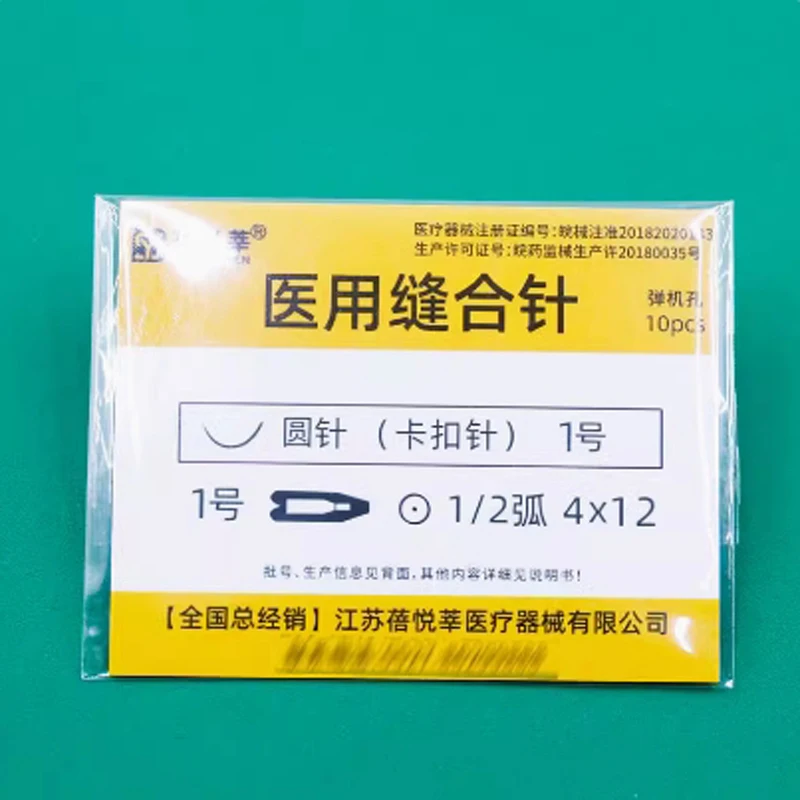 莘®
医疗器械注册证编号:皖械注准20182020143
生产许可证号:皖药监械生产许20180035号
医用缝合针
弹机孔
10pcs
圆针 (卡扣针) 1号
1号 1/2弧 4x12
批号、生产信息见背面,其他内容详细见说明书!
【全国总经销】江苏蓓悦莘医疗器械有限公司